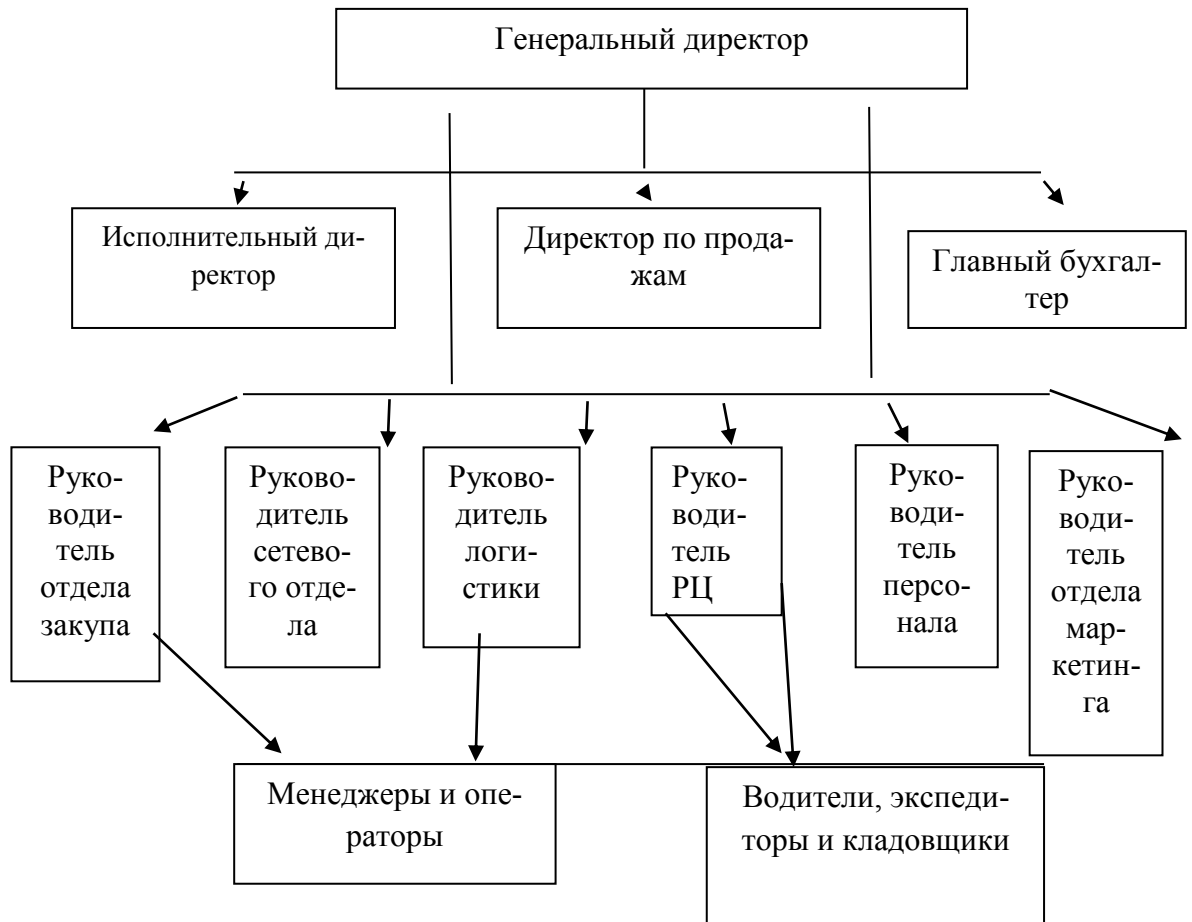 Генеральный директор
Исполнительный ди-
ректор
Директор по прода-
жам
Главный бухгал-
тер
Руко-
води-
тель
отдела
закупа
Руково-
дитель
сетево-
го отде-
ла
Руково-
дитель
логи-
стики
Руко-
води-
тель
РЦ
Руко-
води-
тель
персо-
нала
Руко-
води-
тель
отдела
мар-
кетин-
га
Менеджеры и опе-
раторы
Водители, экспеди-
торы и кладовщики